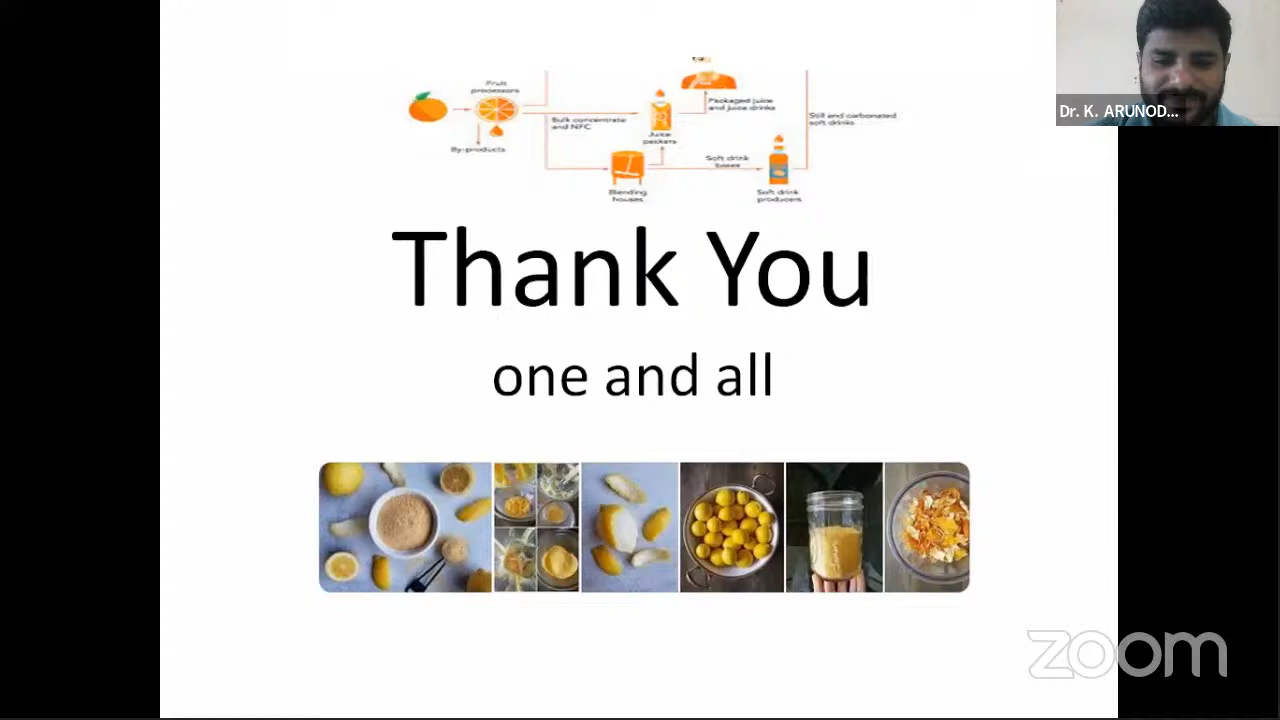 Dr. K. ARUNOD...
Fruit
processors
Packaged juice
and juice drinks
Bulk concentrate
and NFC
Still and carbonated
soft drinks
Juice
packers
By-products
Soft drink
bases
Blending
houses
Soft drink
producers
Thank You
one and all
zoom